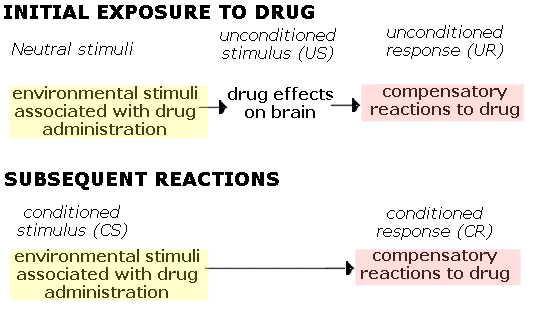 INITIAL EXPOSURE TO DRUG
Neutral stimuli
unconditioned
stimulus (US)
unconditioned
response (UR)
environmental stimuli
associated with drug
administration
drug effects
on brain
compensatory
reactions to drug
SUBSEQUENT REACTIONS
conditioned
stimulus (CS)
conditioned
response (CR)
environmental stimuli
associated with drug
administration
compensatory
reactions to drug